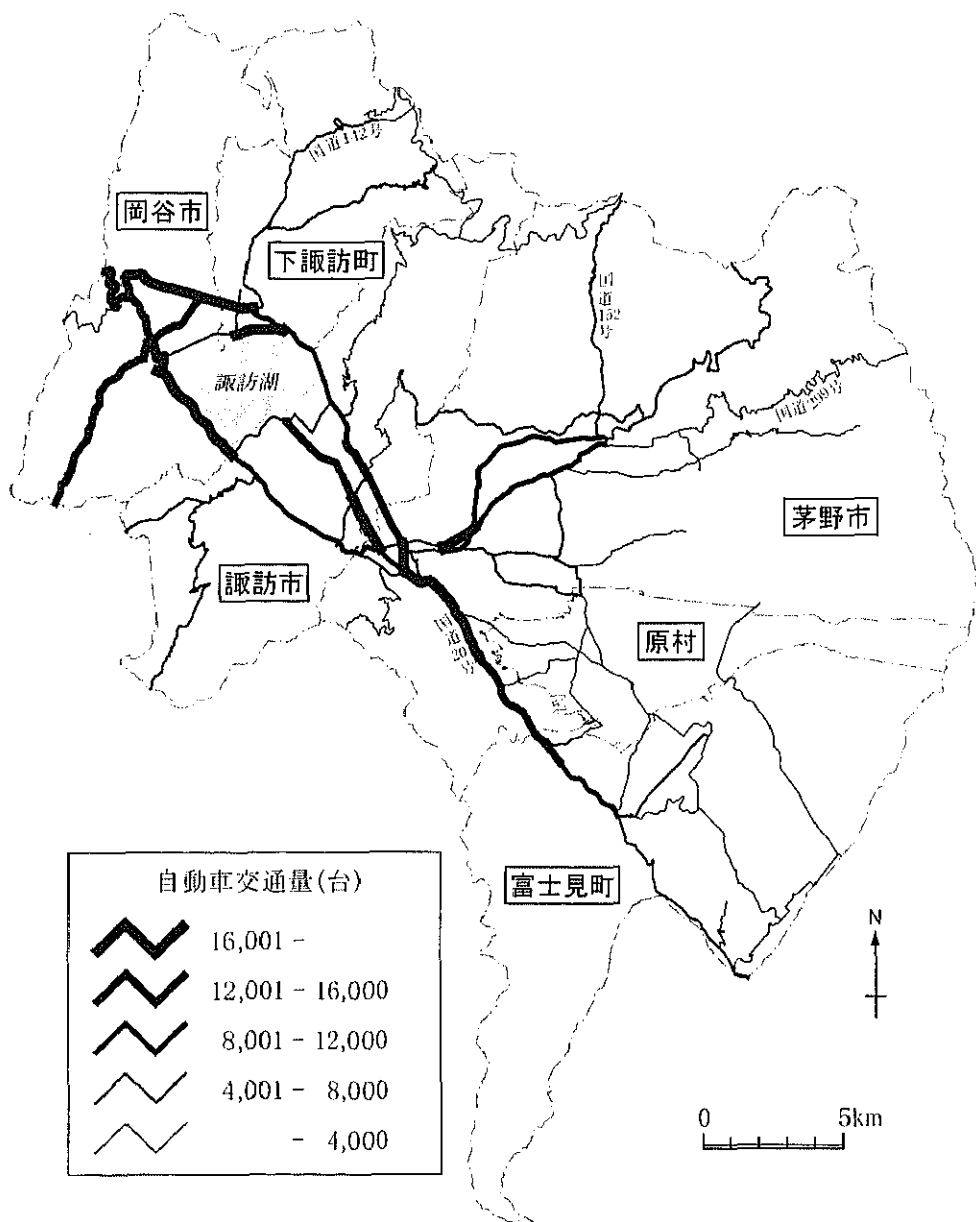 国道142号
岡谷市
下諏訪町
国道152号
諏訪湖
国道299号
茅野市
諏訪市
国道20号
原村
富士見町
自動車交通量(台)
16,001 -
12,001 - 16,000
8,001 - 12,000
4,001 - 8,000
- 4,000
N
0 5km